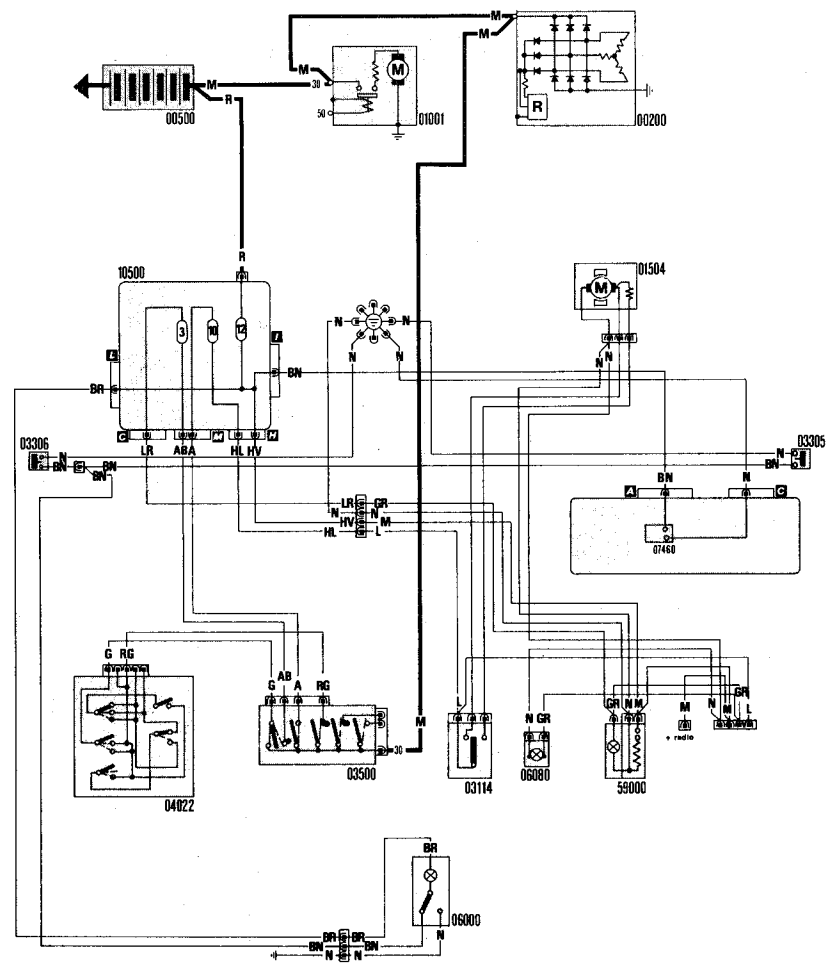 M
M
M
M
30
50
01001
R
00200
M
R
00500
R
10500
3
10
12
L
I
BR
BN
N
N
N
N
01504
M
N
N
C
M
H
LR
AB
A
HL
HV
03306
N
BN
BN
BN
03305
N
BN
A
C
BN
N
07460
LR
GR
N
N
HV
M
HL
L
G
RG
04022
G
AB
A
RG
M
30
03500
L
03114
N
GR
06080
GR
N
M
59000
M
+ radio
N
M
GR
L
BR
06000
N
BR
BR
BN
BN
N
N